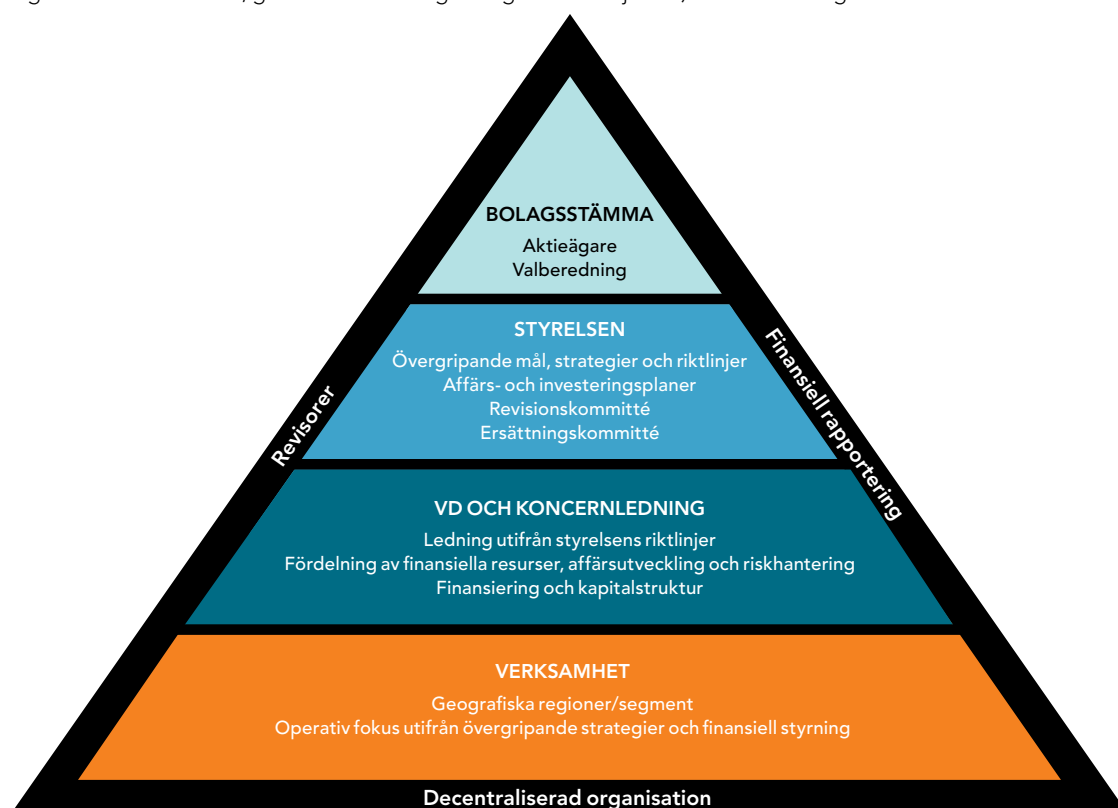 BOLAGSSTÄMMA
Aktieägare
Valberedning
STYRELSEN
Övergripande mål, strategier och riktlinjer
Affärs- och investeringsplaner
Revisionskommitté
Ersättningskommitté
Revisorer
Finansiell rapportering
VD OCH KONCERNLEDNING
Ledning utifrån styrelsens riktlinjer
Fördelning av finansiella resurser, affärsutveckling och riskhantering
Finansiering och kapitalstruktur
VERKSAMHET
Geografiska regioner/segment
Operativ fokus utifrån övergripande strategier och finansiell styrning
Decentraliserad organisation